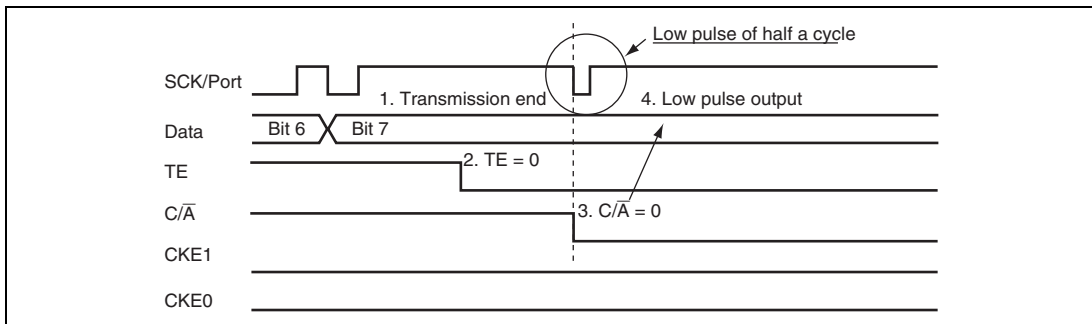 Low pulse of half a cycle
SCK/Port
1. Transmission end
4. Low pulse output
Data
Bit 6
Bit 7
TE
2. TE = 0
C/A̅
3. C/A̅ = 0
CKE1
CKE0